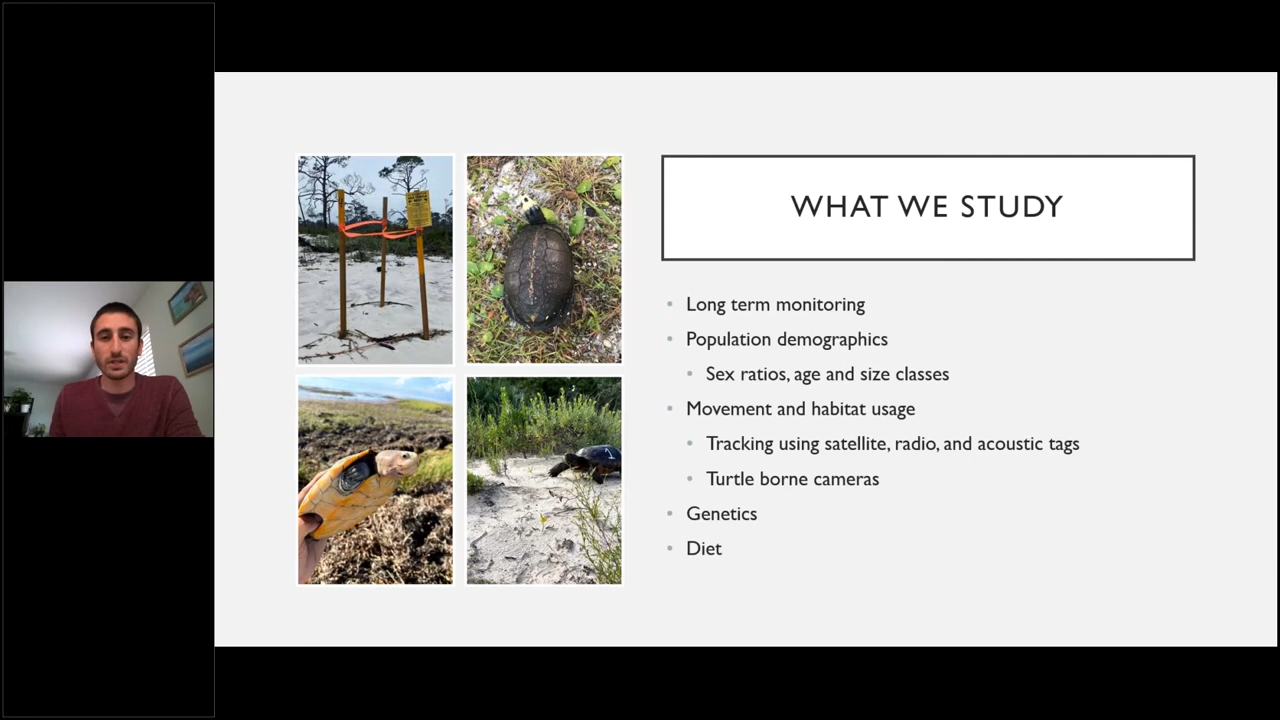 WHAT WE STUDY
Long term monitoring
Population demographics
Sex ratios, age and size classes
Movement and habitat usage
Tracking using satellite, radio, and acoustic tags
Turtle borne cameras
Genetics
Diet